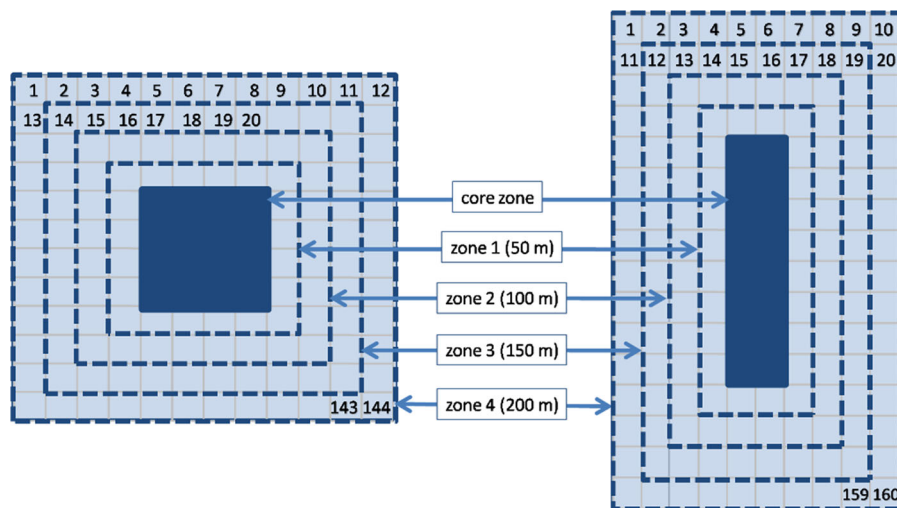 1 2 3 4 5 6 7 8 9 10 11 12
13 14 15 16 17 18 19 20
143 144
core zone
zone 1 (50 m)
zone 2 (100 m)
zone 3 (150 m)
zone 4 (200 m)
1 2 3 4 5 6 7 8 9 10
11 12 13 14 15 16 17 18 19 20
159 160